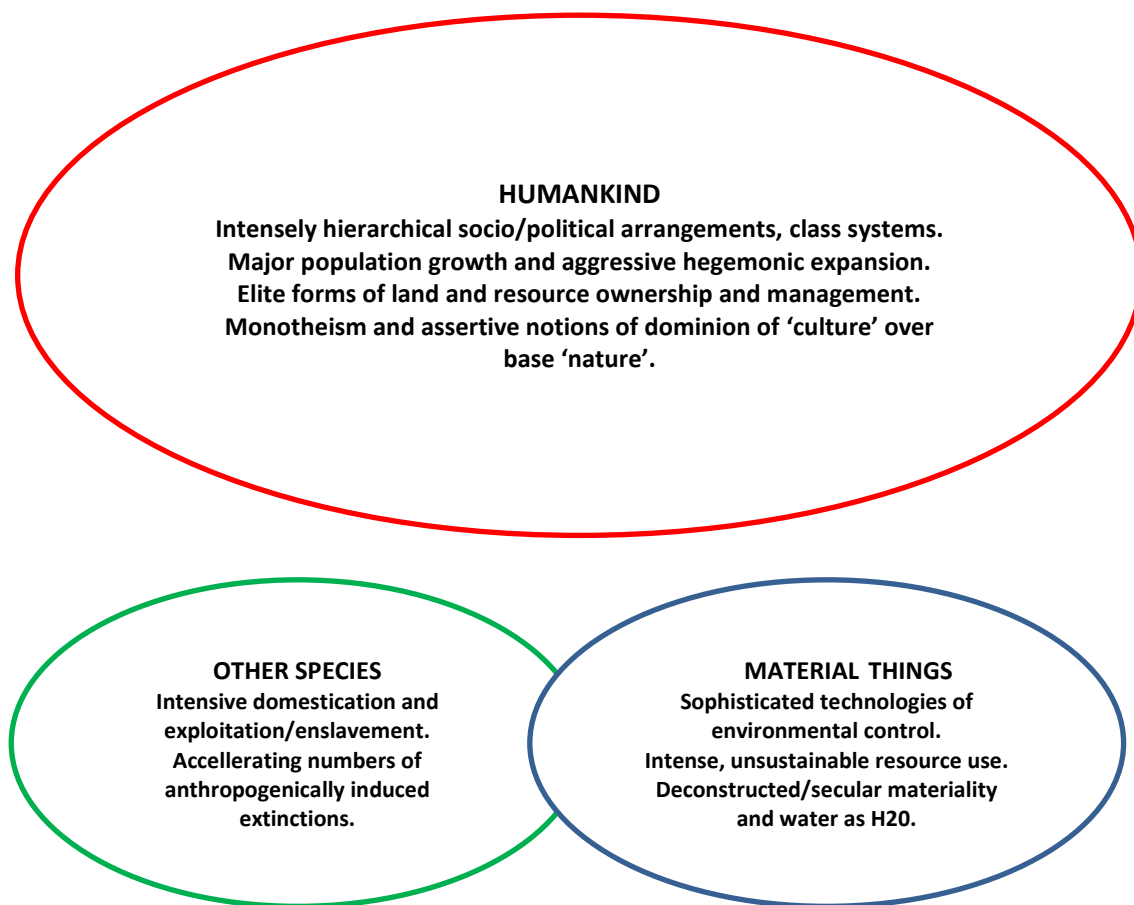 HUMANKIND
Intensely hierarchical socio/political arrangements, class systems.
Major population growth and aggressive hegemonic expansion.
Elite forms of land and resource ownership and management.
Monotheism and assertive notions of dominion of ‘culture’ over
base ‘nature’.
OTHER SPECIES
Intensive domestication and
exploitation/enslavement.
Accellerating numbers of
anthropogenically induced
extinctions.
MATERIAL THINGS
Sophisticated technologies of
environmental control.
Intense, unsustainable resource use.
Deconstructed/secular materiality
and water as H20.